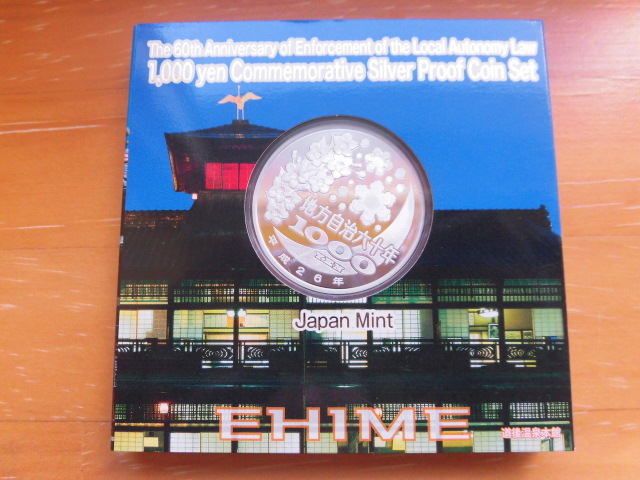 The 60th Anniversary of Enforcement of the Local Autonomy Law
1,000 yen Commemorative Silver Proof Coin Set
地方自治六十年
1000
平成26年
Japan Mint
EHIME
道後温泉本館